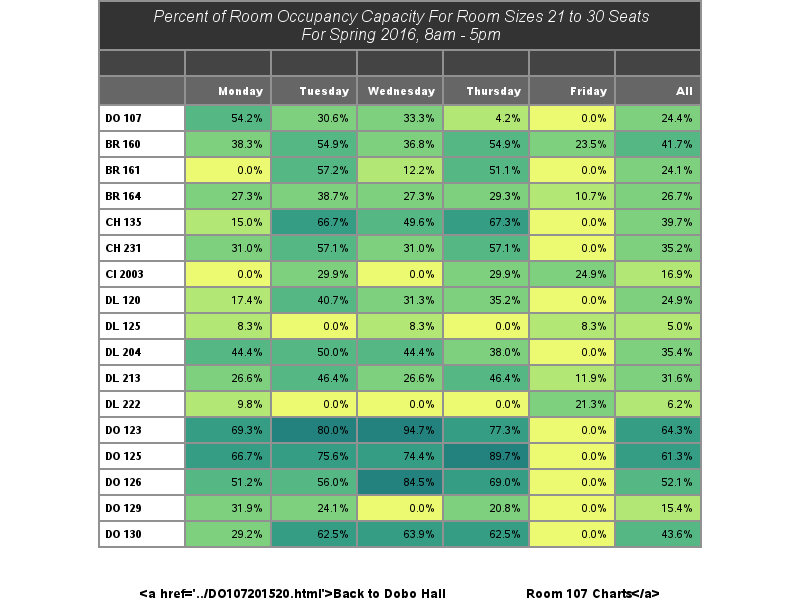 Percent of Room Occupancy Capacity For Room Sizes 21 to 30 Seats
For Spring 2016, 8am - 5pm
Monday Tuesday Wednesday Thursday Friday All
DO 107 54.2% 30.6% 33.3% 4.2% 0.0% 24.4%
BR 160 38.3% 54.9% 36.8% 54.9% 23.5% 41.7%
BR 161 0.0% 57.2% 12.2% 51.1% 0.0% 24.1%
BR 164 27.3% 38.7% 27.3% 29.3% 10.7% 26.7%
CH 135 15.0% 66.7% 49.6% 67.3% 0.0% 39.7%
CH 231 31.0% 57.1% 31.0% 57.1% 0.0% 35.2%
CI 2003 0.0% 29.9% 0.0% 29.9% 24.9% 16.9%
DL 120 17.4% 40.7% 31.3% 35.2% 0.0% 24.9%
DL 125 8.3% 0.0% 8.3% 0.0% 8.3% 5.0%
DL 204 44.4% 50.0% 44.4% 38.0% 0.0% 35.4%
DL 213 26.6% 46.4% 26.6% 46.4% 11.9% 31.6%
DL 222 9.8% 0.0% 0.0% 0.0% 21.3% 6.2%
DO 123 69.3% 80.0% 94.7% 77.3% 0.0% 64.3%
DO 125 66.7% 75.6% 74.4% 89.7% 0.0% 61.3%
DO 126 51.2% 56.0% 84.5% 69.0% 0.0% 52.1%
DO 129 31.9% 24.1% 0.0% 20.8% 0.0% 15.4%
DO 130 29.2% 62.5% 63.9% 62.5% 0.0% 43.6%
<a href='../DO107201520.html'>Back to Dobo Hall Room 107 Charts</a>